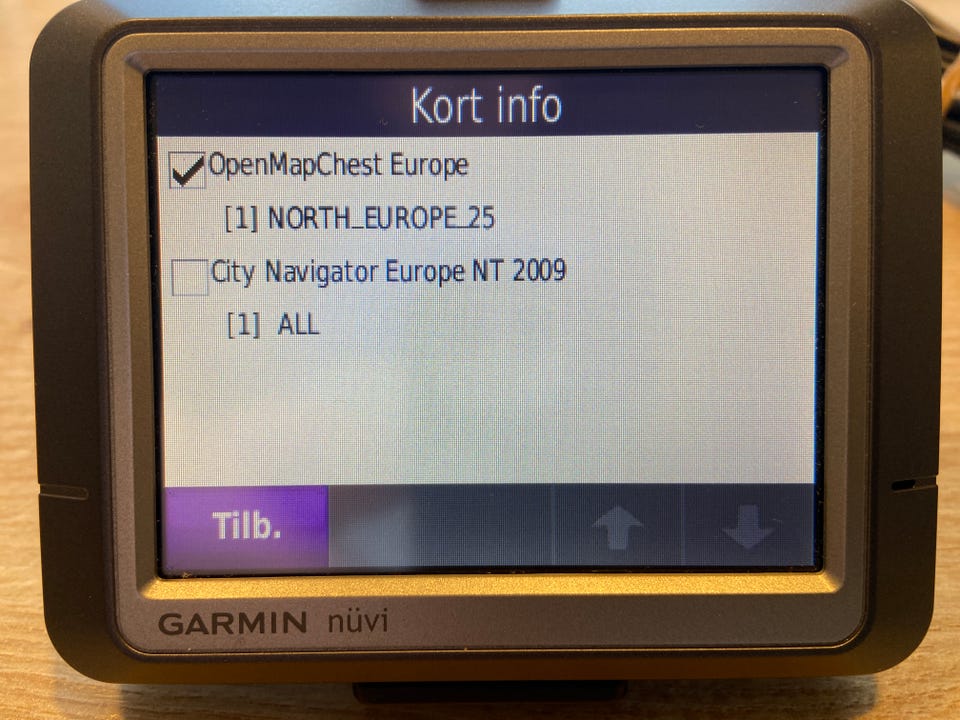 Kort info
OpenMapChest Europe
[1] NORTH_EUROPE_25
City Navigator Europe NT 2009
[1] ALL
Tilb.
GARMIN nüvi